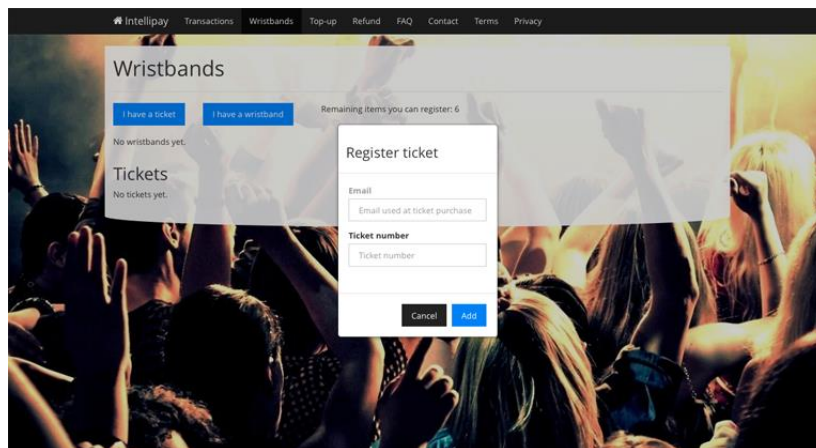 Intellipay Transactions Wristbands Top-up Refund FAQ Contact Terms Privacy
Wristbands
I have a ticket I have a wristband Remaining items you can register: 6
No wristbands yet.
Tickets
No tickets yet.
Register ticket
Email
Email used at ticket purchase
Ticket number
Ticket number
Cancel Add